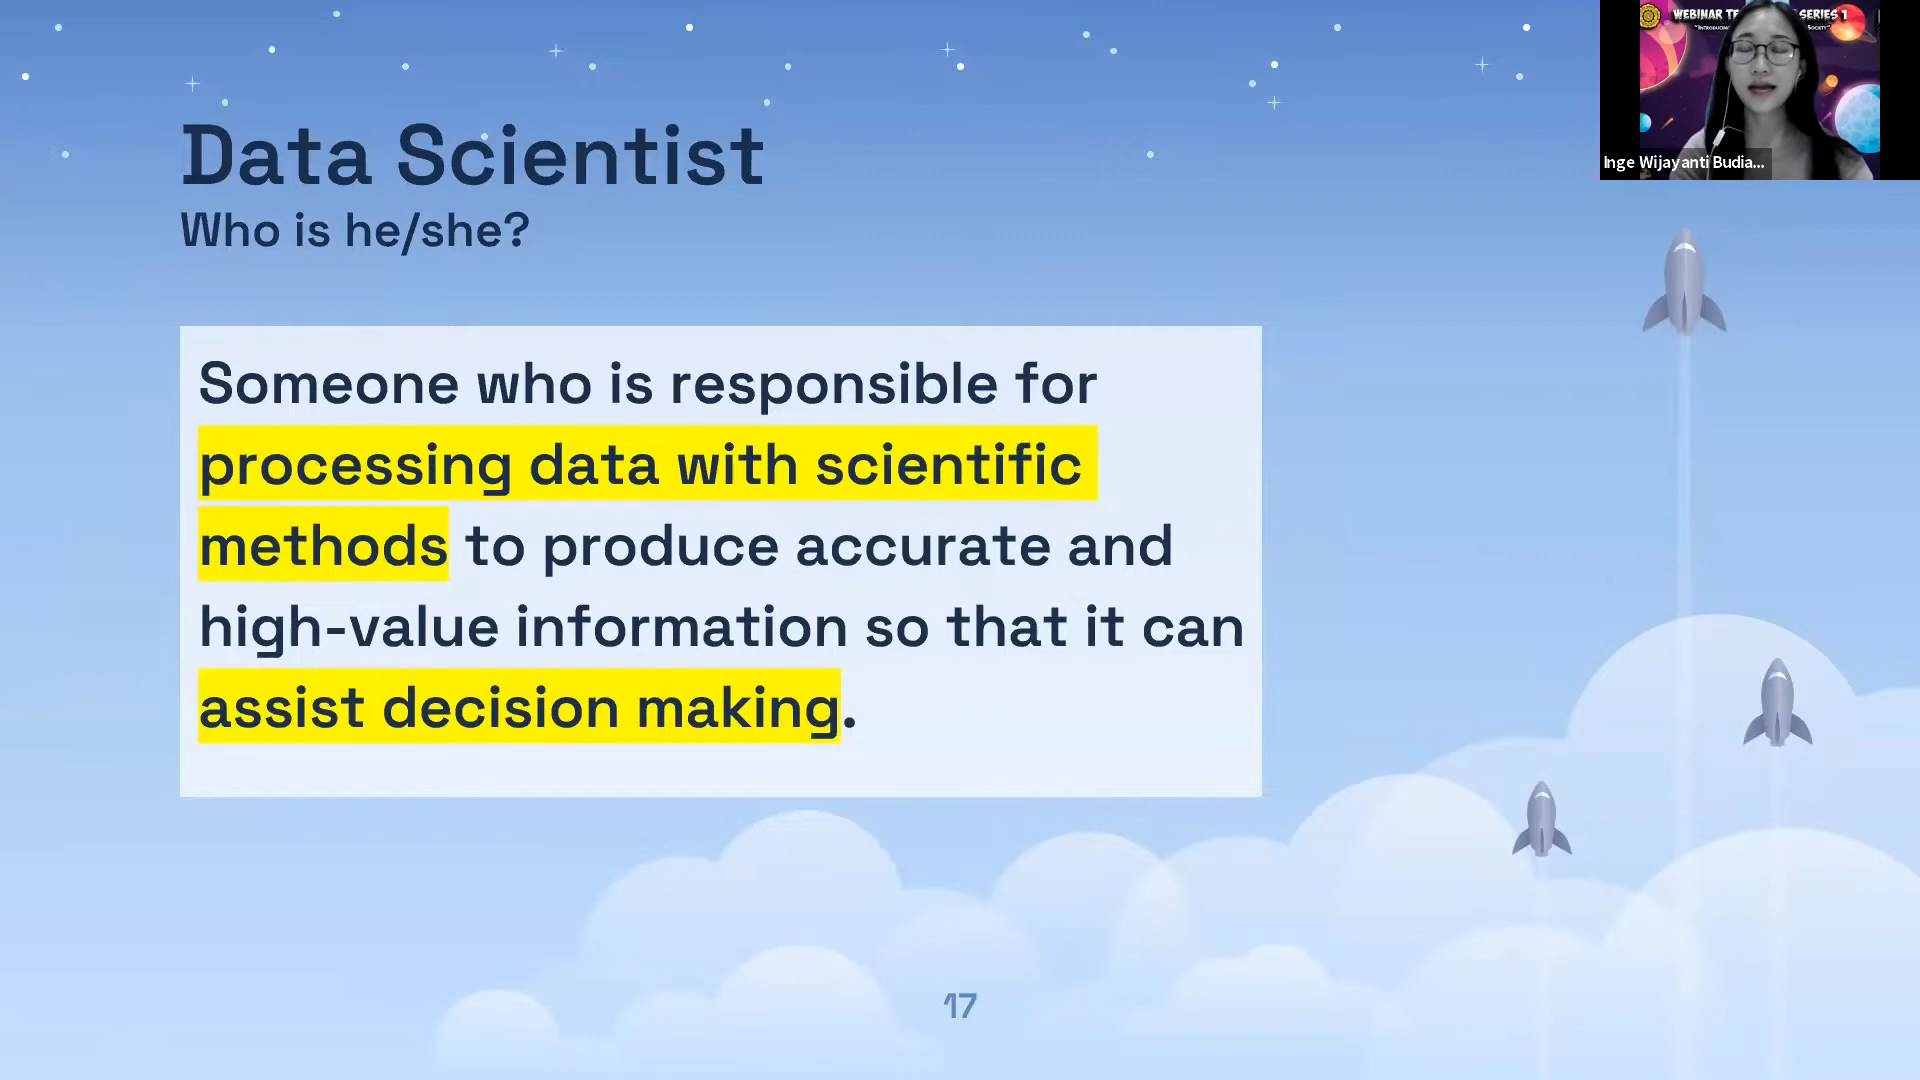 Data Scientist
Who is he/she?
Someone who is responsible for
processing data with scientific
methods to produce accurate and
high-value information so that it can
assist decision making.
17
WEBINAR SERIES 1
Inge Wijayanti Budia...